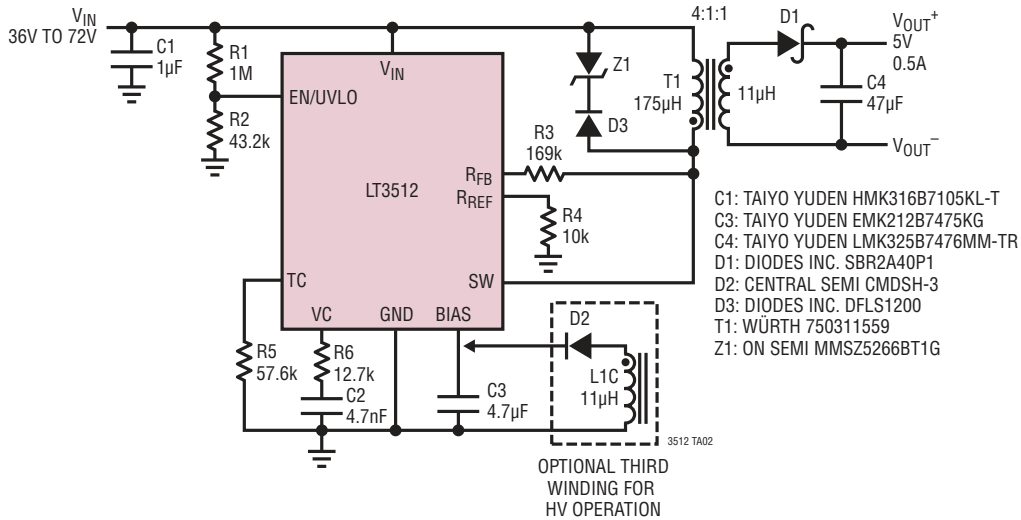 VIN
36V TO 72V
C1
1µF
R1
1M
R2
43.2k
VIN
EN/UVLO
LT3512
RFB
RREF
TC
SW
VC
GND
BIAS
Z1
D3
R3
169k
R4
10k
4:1:1
T1
175µH
11µH
D1
VOUT+
5V
0.5A
C4
47µF
VOUT–
C1: TAIYO YUDEN HMK316B7105KL-T
C3: TAIYO YUDEN EMK212B7475KG
C4: TAIYO YUDEN LMK325B7476MM-TR
D1: DIODES INC. SBR2A40P1
D2: CENTRAL SEMI CMDSH-3
D3: DIODES INC. DFLS1200
T1: WÜRTH 750311559
Z1: ON SEMI MMSZ5266BT1G
R5
57.6k
R6
12.7k
C2
4.7nF
C3
4.7µF
D2
L1C
11µH
3512 TA02
OPTIONAL THIRD
WINDING FOR
HV OPERATION